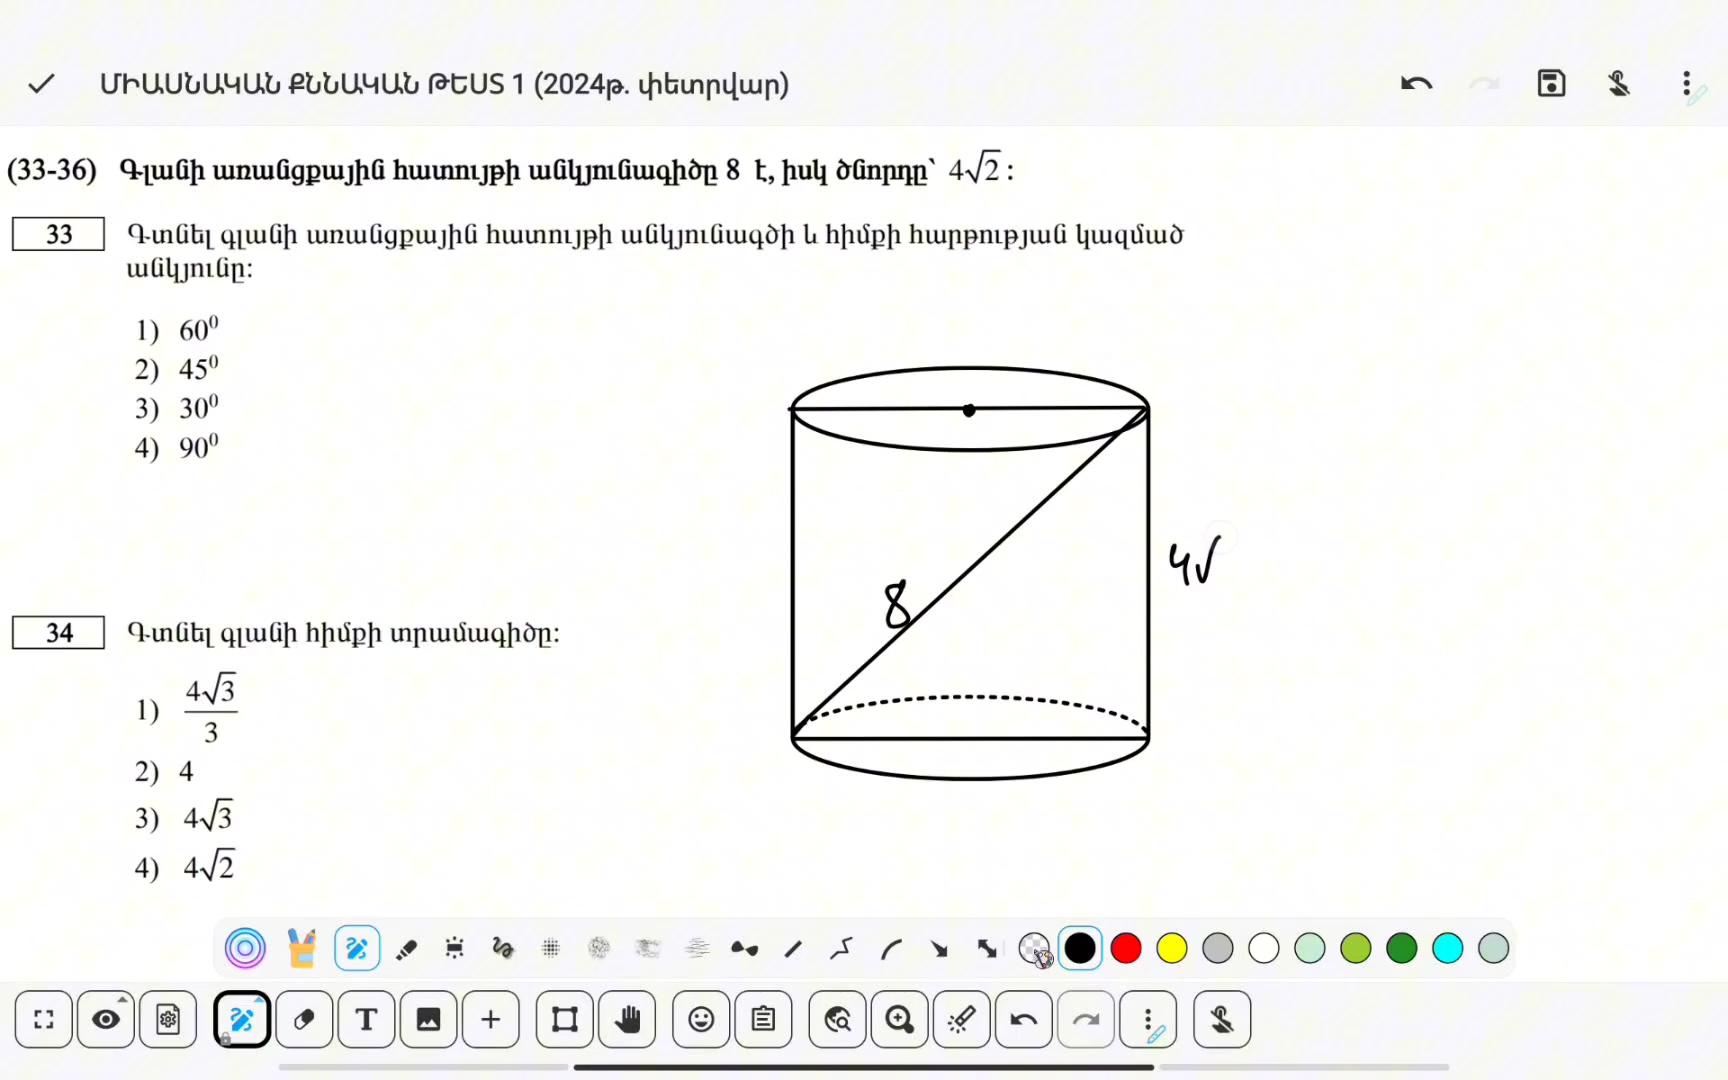 ՄԻԱՍՆԱԿԱՆ ՔՆՆԱԿԱՆ ԹԵՍՏ 1 (2024թ. փետրվար)
(33-36) Գլանի առանցքային հատույթի անկյունագիծը 8 է, իսկ ծնորդը՝ 4√2 :
33 Գտնել գլանի առանցքային հատույթի անկյունագծի և հիմքի հարթության կազմած
անկյունը:
1) 60⁰
2) 45⁰
3) 30⁰
4) 90⁰
8
4√
34 Գտնել գլանի հիմքի տրամագիծը:
1) 4√3/3
2) 4
3) 4√3
4) 4√2
T